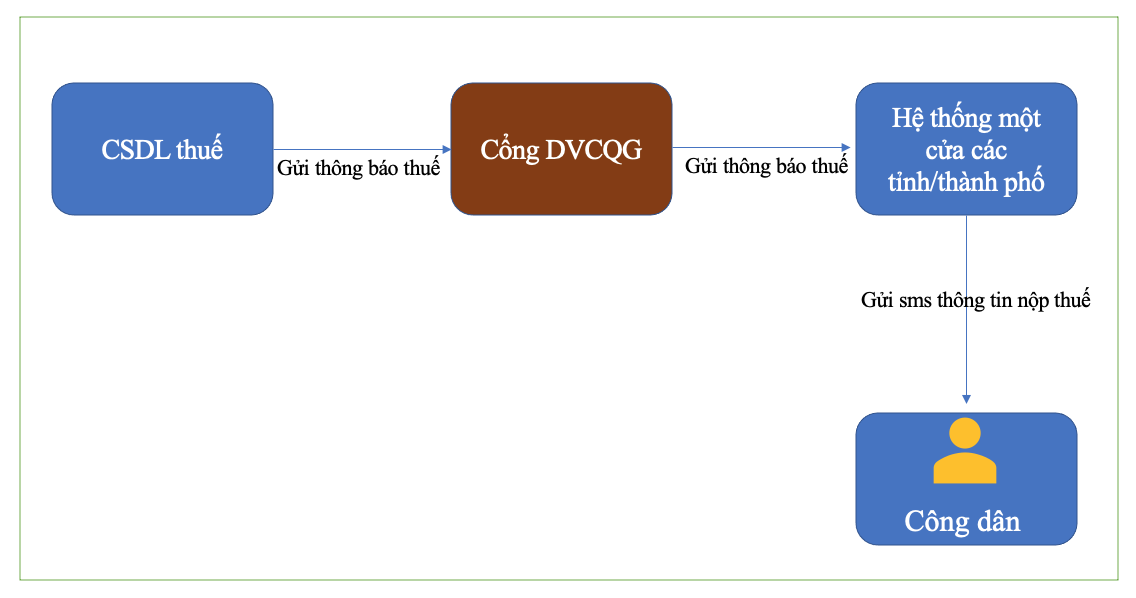 CSDL thuế
Gửi thông báo thuế
Cổng DVCQG
Gửi thông báo thuế
Hệ thống một
cửa các
tỉnh/thành phố
Gửi sms thông tin nộp thuế
Công dân